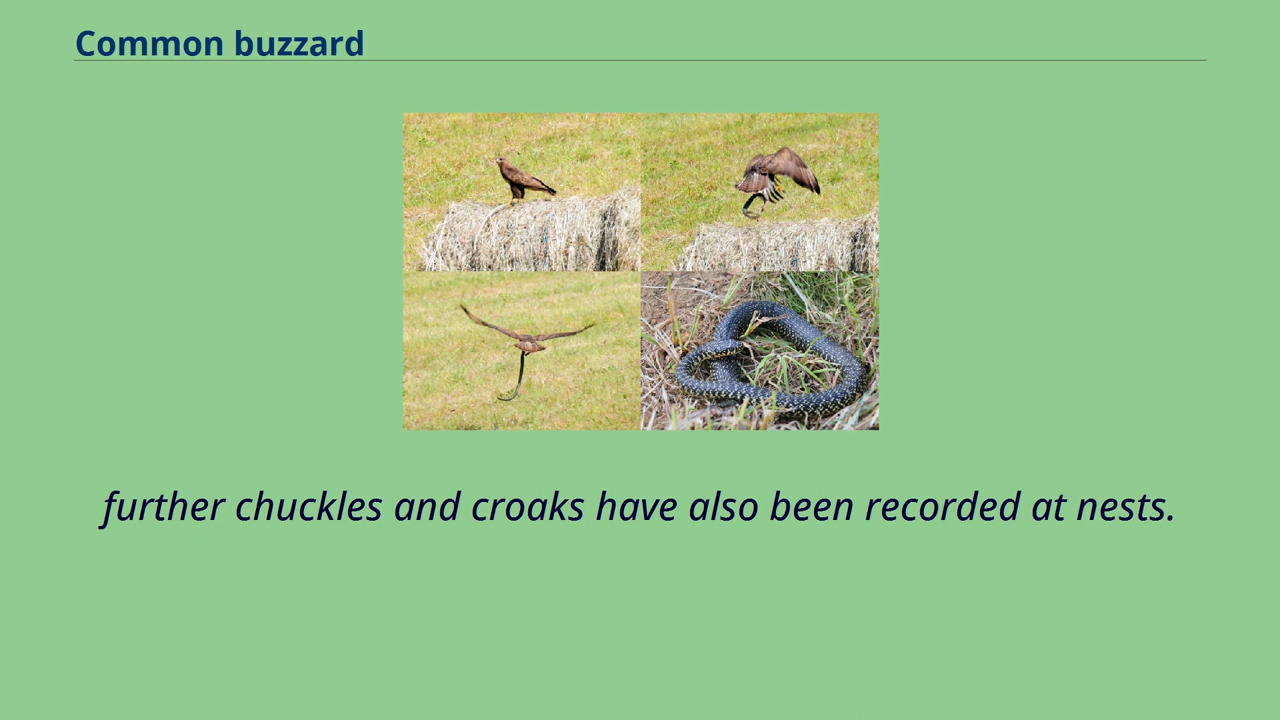 Common buzzard
further chuckles and croaks have also been recorded at nests.